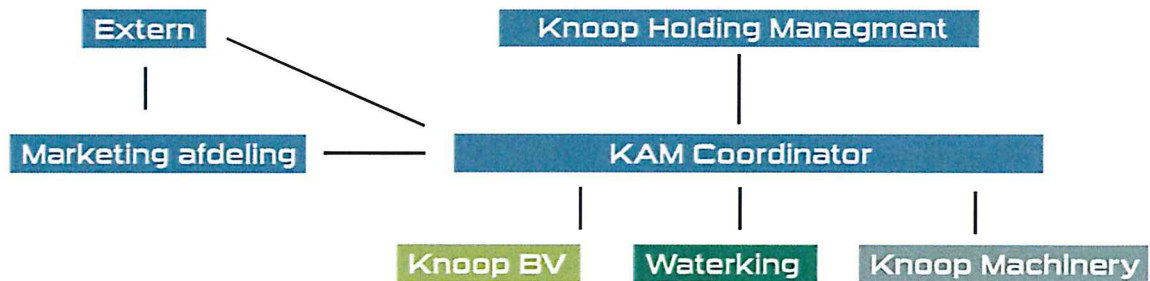 Extern
Knoop Holding Managment
Marketing afdeling
KAM Coordinator
Knoop BV
Waterking
Knoop Machinery